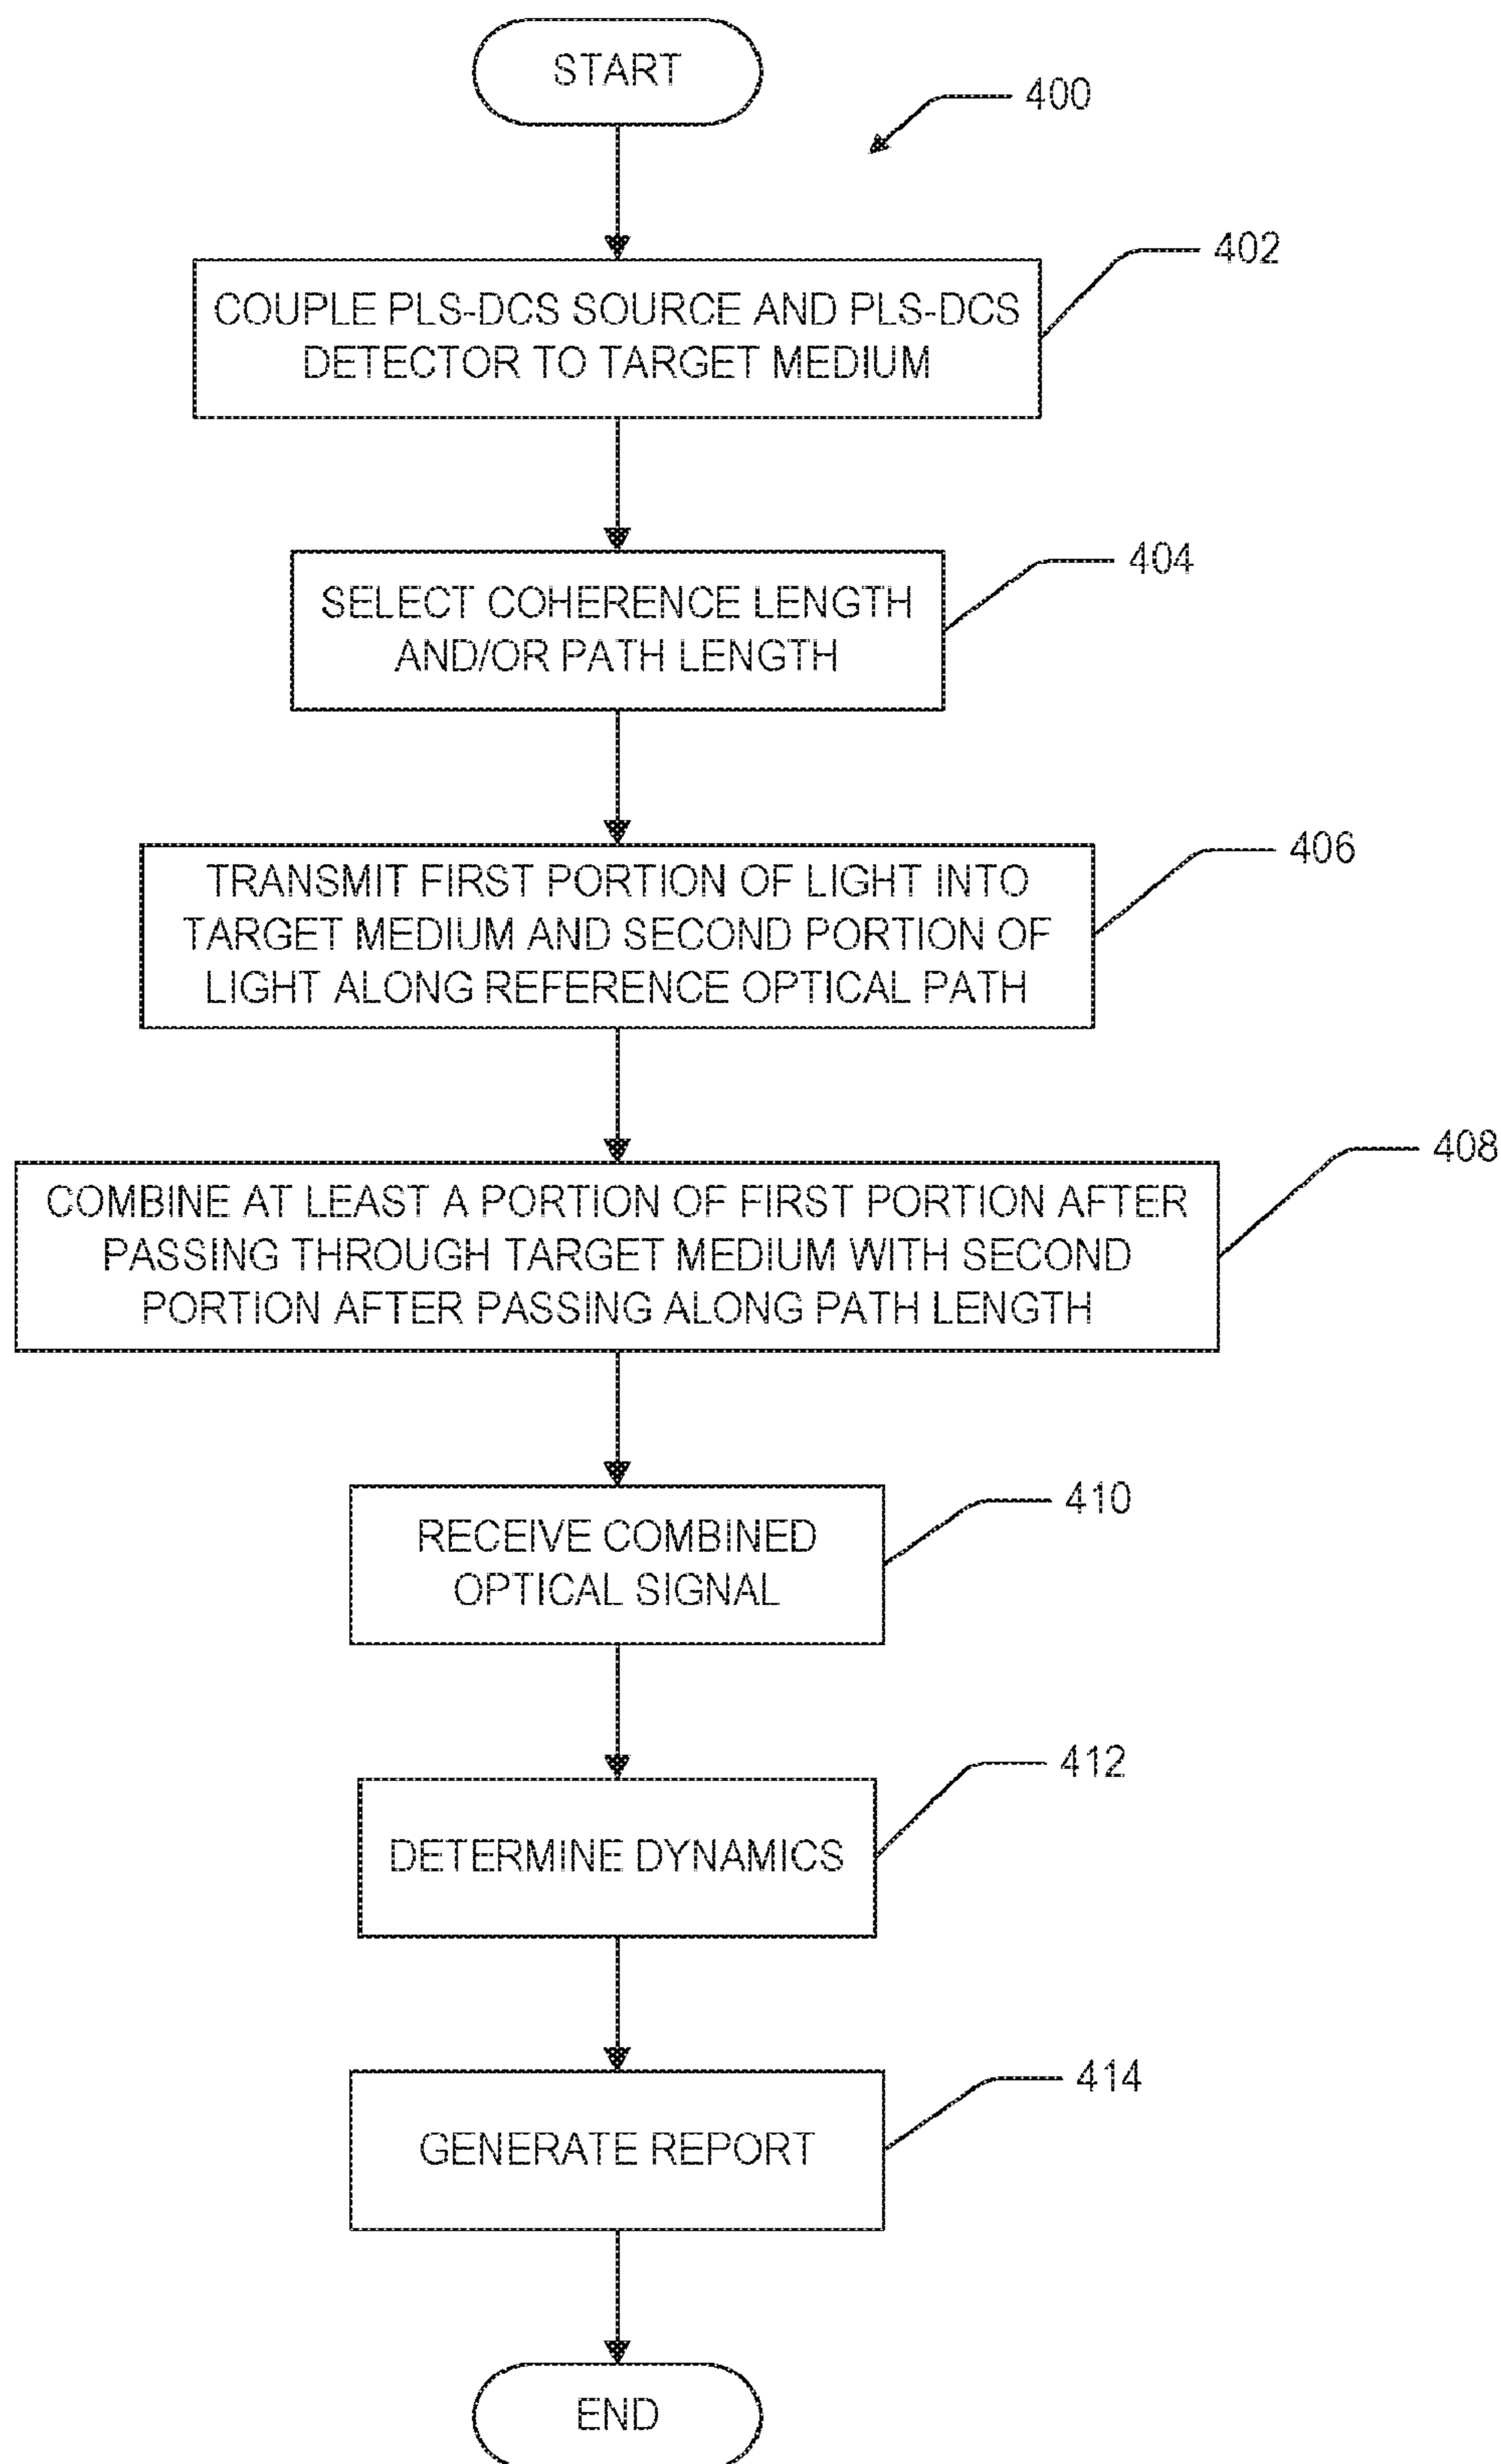 START
400
402
COUPLE PLS-DCS SOURCE AND PLS-DCS
DETECTOR TO TARGET MEDIUM
404
SELECT COHERENCE LENGTH
AND/OR PATH LENGTH
406
TRANSMIT FIRST PORTION OF LIGHT INTO
TARGET MEDIUM AND SECOND PORTION OF
LIGHT ALONG REFERENCE OPTICAL PATH
408
COMBINE AT LEAST A PORTION OF FIRST PORTION AFTER
PASSING THROUGH TARGET MEDIUM WITH SECOND
PORTION AFTER PASSING ALONG PATH LENGTH
410
RECEIVE COMBINED
OPTICAL SIGNAL
412
DETERMINE DYNAMICS
414
GENERATE REPORT
END